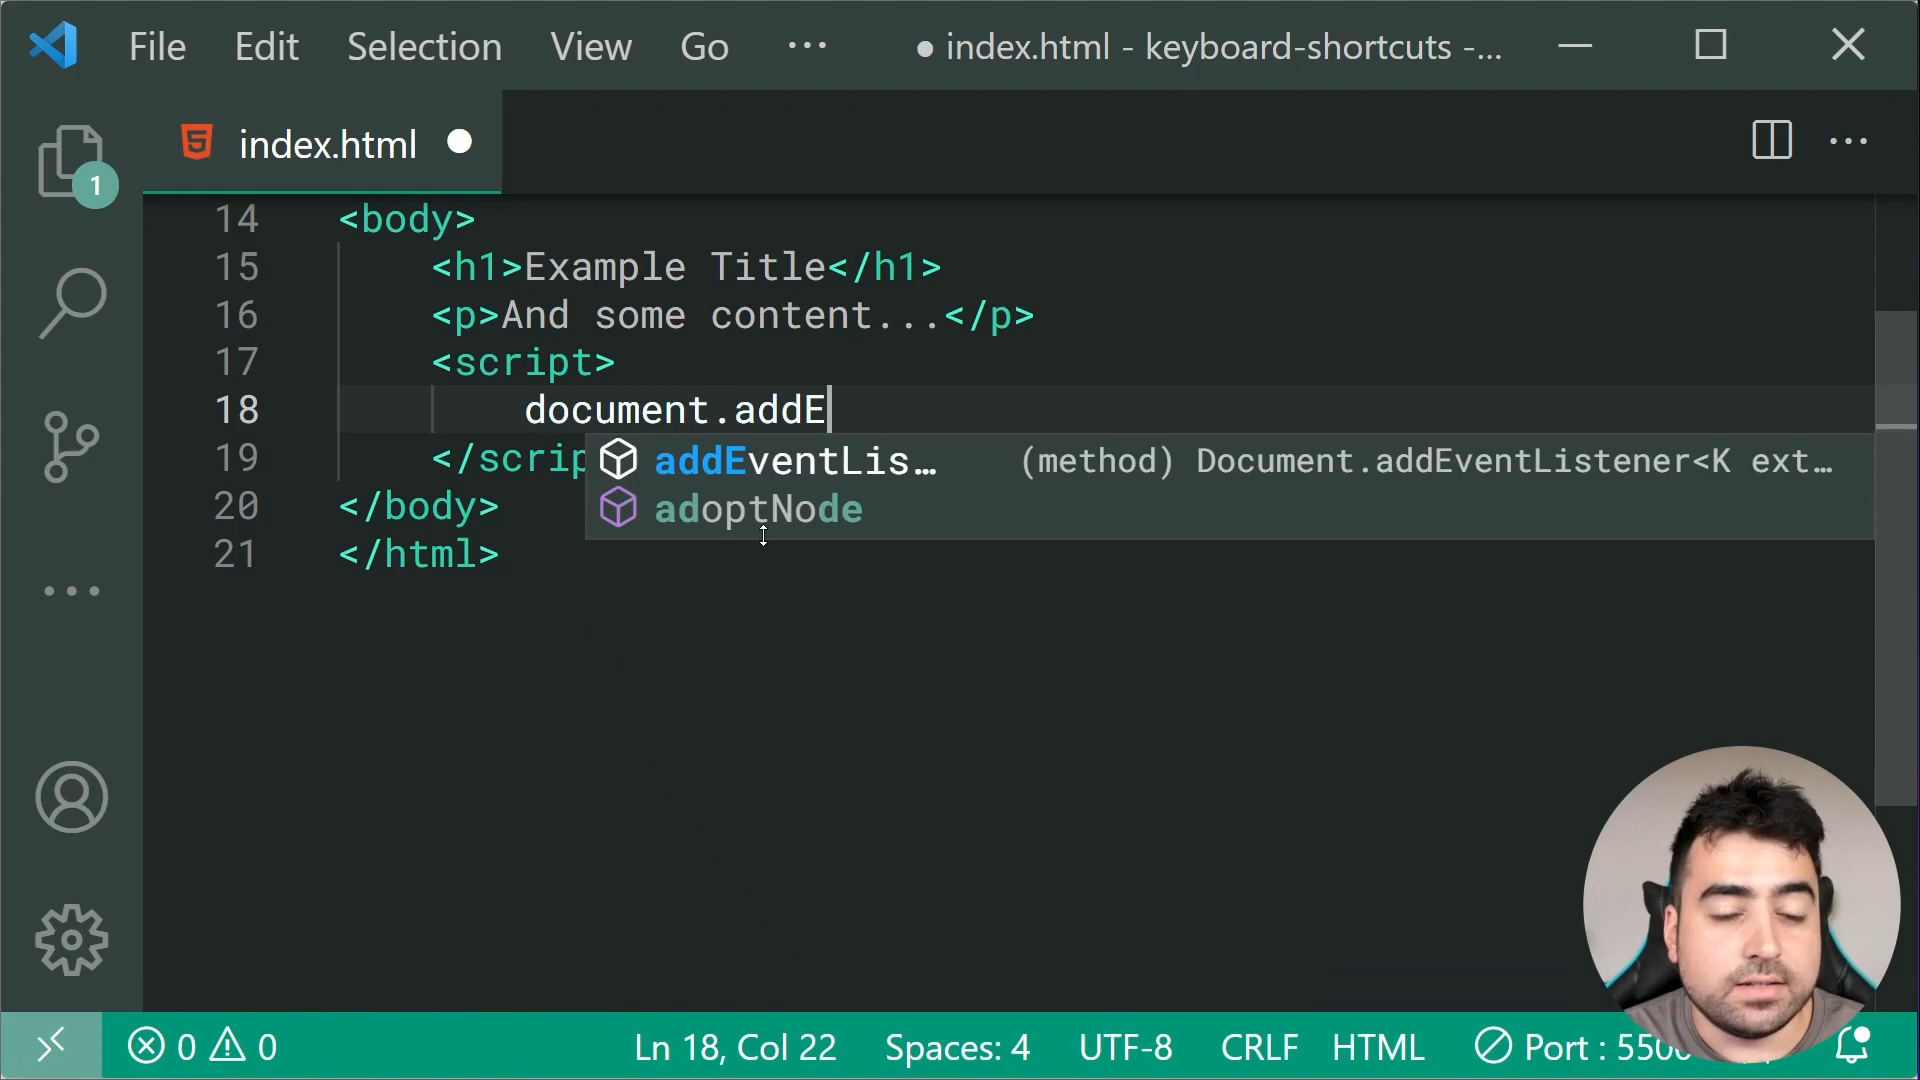 File Edit Selection View Go ··· ● index.html - keyboard-shortcuts -...
index.html ●
1
14 <body>
15 <h1>Example Title</h1>
16 <p>And some content...</p>
17 <script>
18 document.addE
19 </scrip
addEventLis… (method) Document.addEventListener<K ext…
20 </body>
adoptNode
21 </html>
0 0 Ln 18, Col 22 Spaces: 4 UTF-8 CRLF HTML Port : 5500